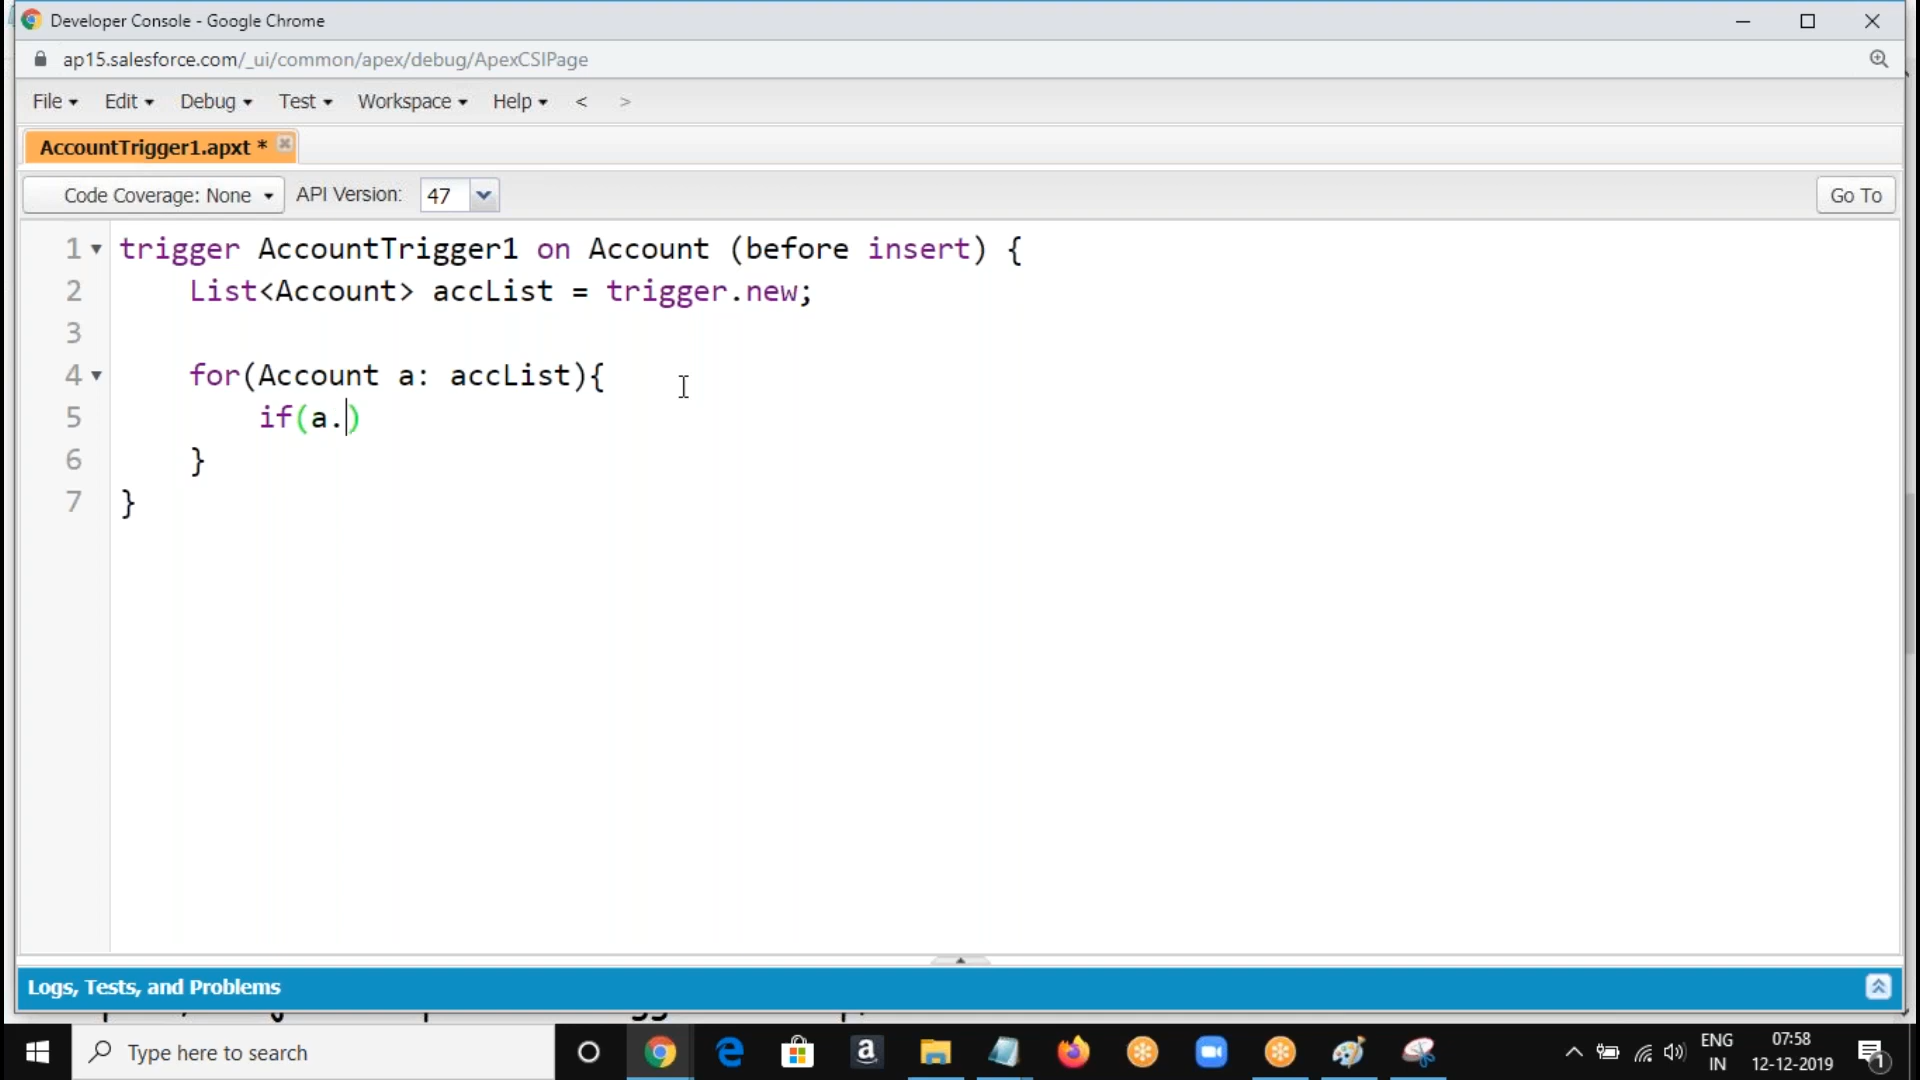 Developer Console - Google Chrome
ap15.salesforce.com/_ui/common/apex/debug/ApexCSIPage
File Edit Debug Test Workspace Help < >
AccountTrigger1.apxt *
Code Coverage: None API Version: 47 Go To
1 trigger AccountTrigger1 on Account (before insert) {
2 List<Account> accList = trigger.new;
3
4 for(Account a: accList){
5 if(a.)
6 }
7 }
Logs, Tests, and Problems
Type here to search
ENG 07:58
IN 12-12-2019 1